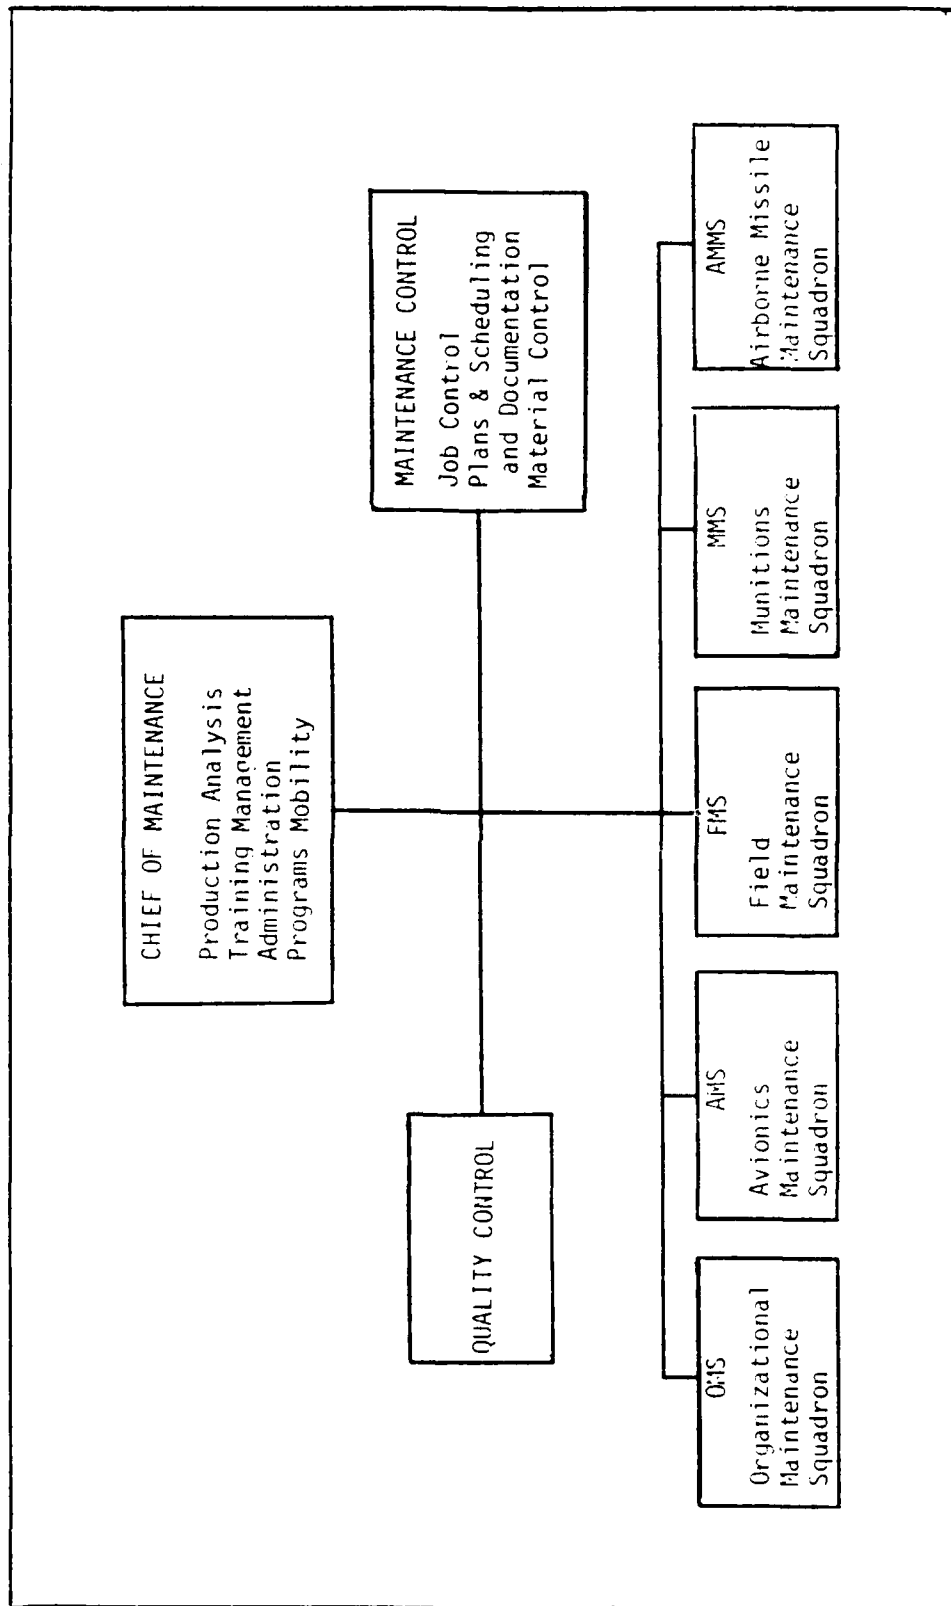 CHIEF OF MAINTENANCE
Production Analysis
Training Management
Administration
Programs Mobility
QUALITY CONTROL
MAINTENANCE CONTROL
Job Control
Plans & Scheduling
and Documentation
Material Control
OMS
Organizational
Maintenance
Squadron
AMS
Avionics
Maintenance
Squadron
FMS
Field
Maintenance
Squadron
MMS
Munitions
Maintenance
Squadron
AMMS
Airborne Missile
Maintenance
Squadron